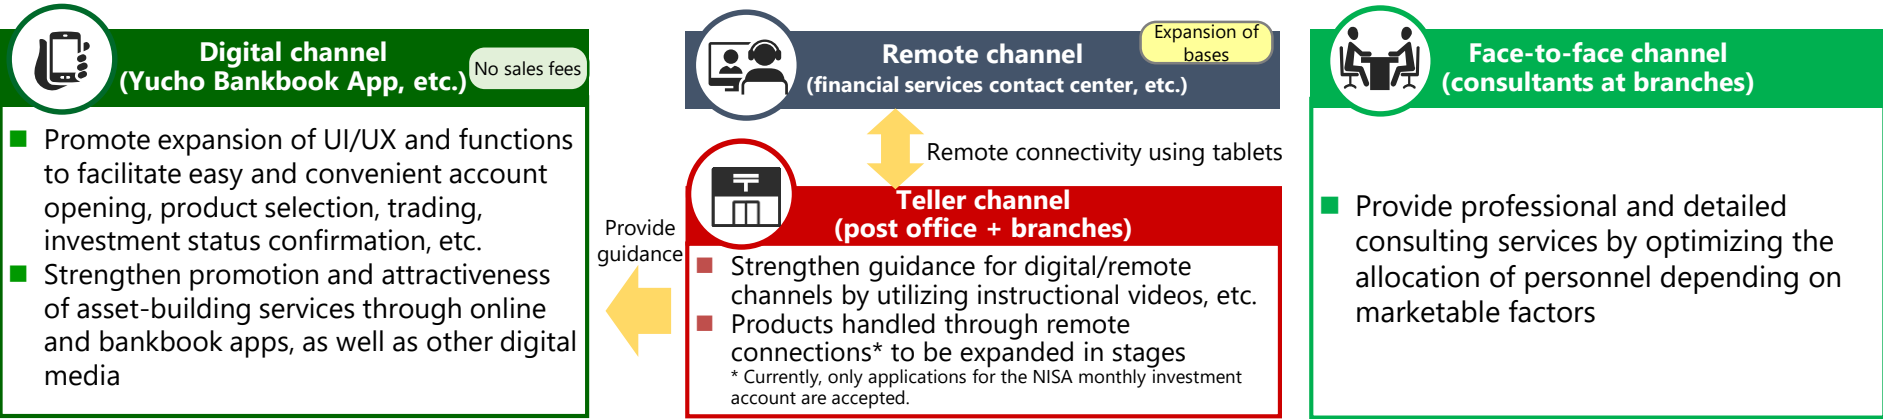 Digital channel
(Yucho Bankbook App, etc.)
No sales fees
■ Promote expansion of UI/UX and functions
to facilitate easy and convenient account
opening, product selection, trading,
investment status confirmation, etc.
■ Strengthen promotion and attractiveness
of asset-building services through online
and bankbook apps, as well as other digital
media
Provide
guidance
Remote channel
(financial services contact center, etc.)
Expansion of
bases
Remote connectivity using tablets
Teller channel
(post office + branches)
■ Strengthen guidance for digital/remote
channels by utilizing instructional videos, etc.
■ Products handled through remote
connections* to be expanded in stages
* Currently, only applications for the NISA monthly investment
account are accepted.
Face-to-face channel
(consultants at branches)
■ Provide professional and detailed
consulting services by optimizing the
allocation of personnel depending on
marketable factors